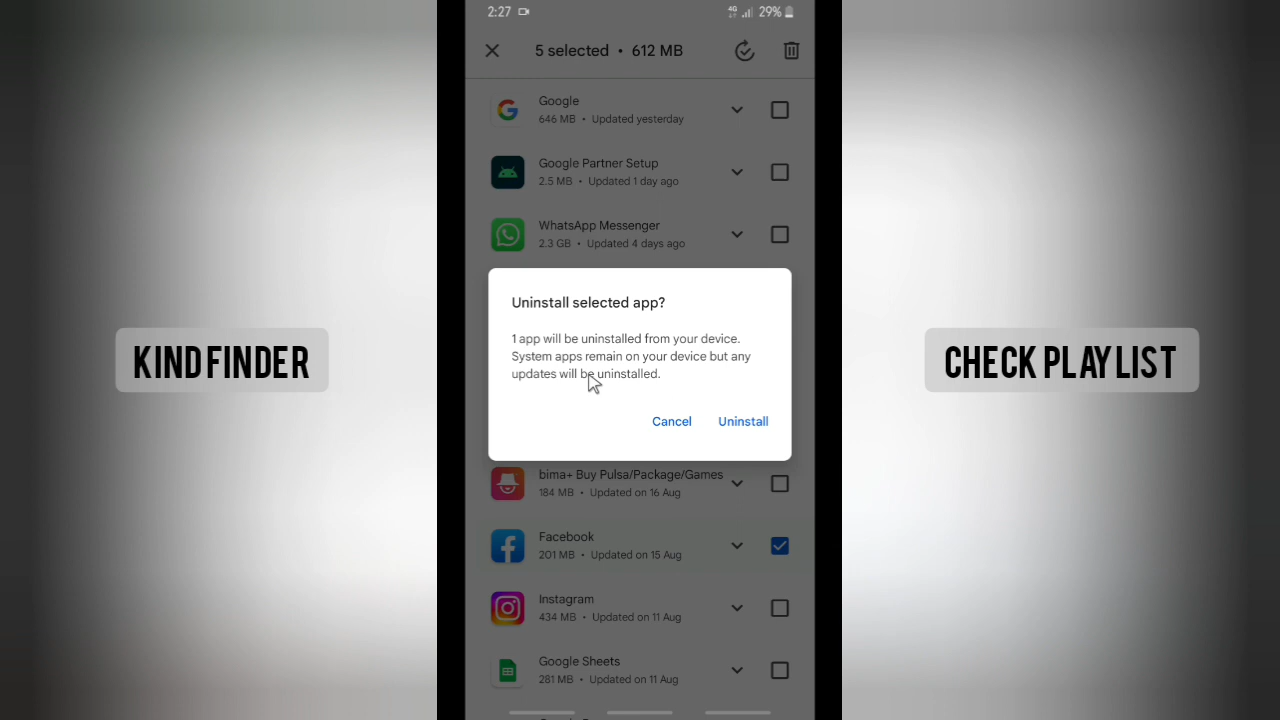 2:27
4G
29%
5 selected • 612 MB
Google
646 MB • Updated yesterday
Google Partner Setup
2.5 MB • Updated 1 day ago
WhatsApp Messenger
2.3 GB • Updated 4 days ago
Uninstall selected app?
1 app will be uninstalled from your device.
System apps remain on your device but any
updates will be uninstalled.
Cancel
Uninstall
bima+ Buy Pulsa/Package/Games
184 MB • Updated on 16 Aug
Facebook
201 MB • Updated on 15 Aug
Instagram
434 MB • Updated on 11 Aug
Google Sheets
281 MB • Updated on 11 Aug
KIND FINDER
CHECK PLAYLIST